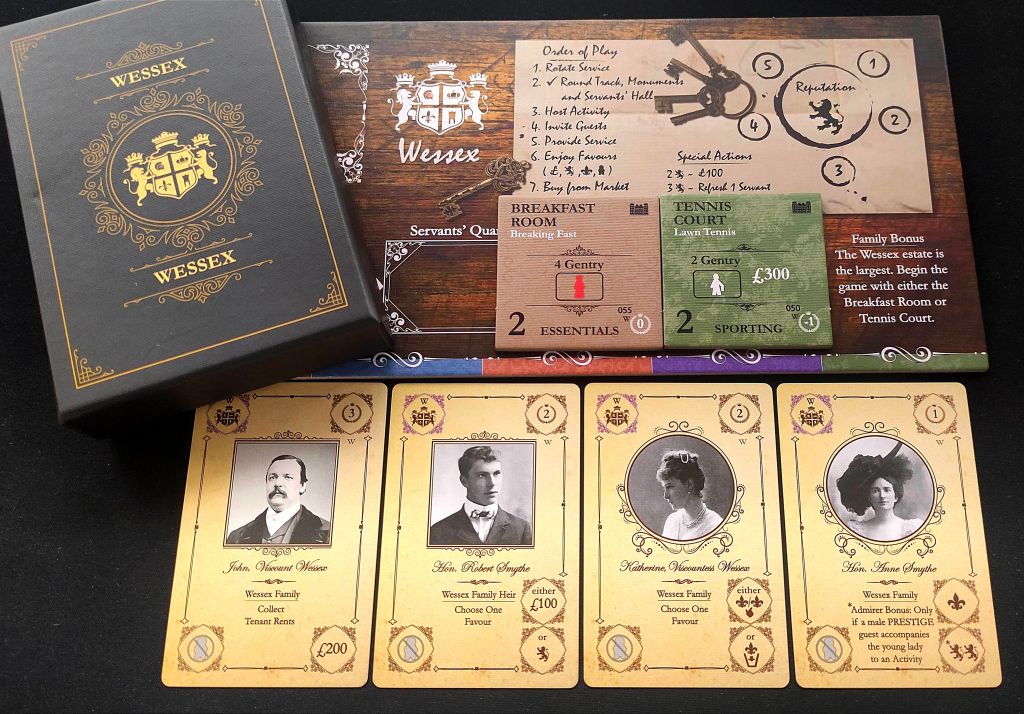 WESSEX
WESSEX
Wessex
Servants' Qua
Order of Play
1. Rotate Service
2. ✓ Round Track, Monuments
and Servants' Hall
3. Host Activity
4. Invite Guests
5. Provide Service
6. Enjoy Favours
7. Buy from Market
Special Actions
2 ~ £100
3 ~ Refresh 1 Servant
Reputation
1
2
3
4
5
BREAKFAST
ROOM
Breaking Fast
4 Gentry
2
ESSENTIALS
055
W
0
TENNIS
COURT
Lawn Tennis
2 Gentry
£300
2
SPORTING
050
W
-1
Family Bonus
The Wessex estate is
the largest. Begin the
game with either the
Breakfast Room or
Tennis Court.
W
3
W
John, Viscount Wessex
Wessex Family
Collect
Tenant Rents
£200
W
2
W
Hon. Robert Smythe
Wessex Family Heir
Choose One
Favour
either
£100
or
W
2
W
Katherine, Viscountess Wessex
Wessex Family
Choose One
Favour
either
or
W
1
W
Hon. Anne Smythe
Wessex Family
*Admirer Bonus: Only
if a male PRESTIGE
guest accompanies
the young lady
to an Activity
*